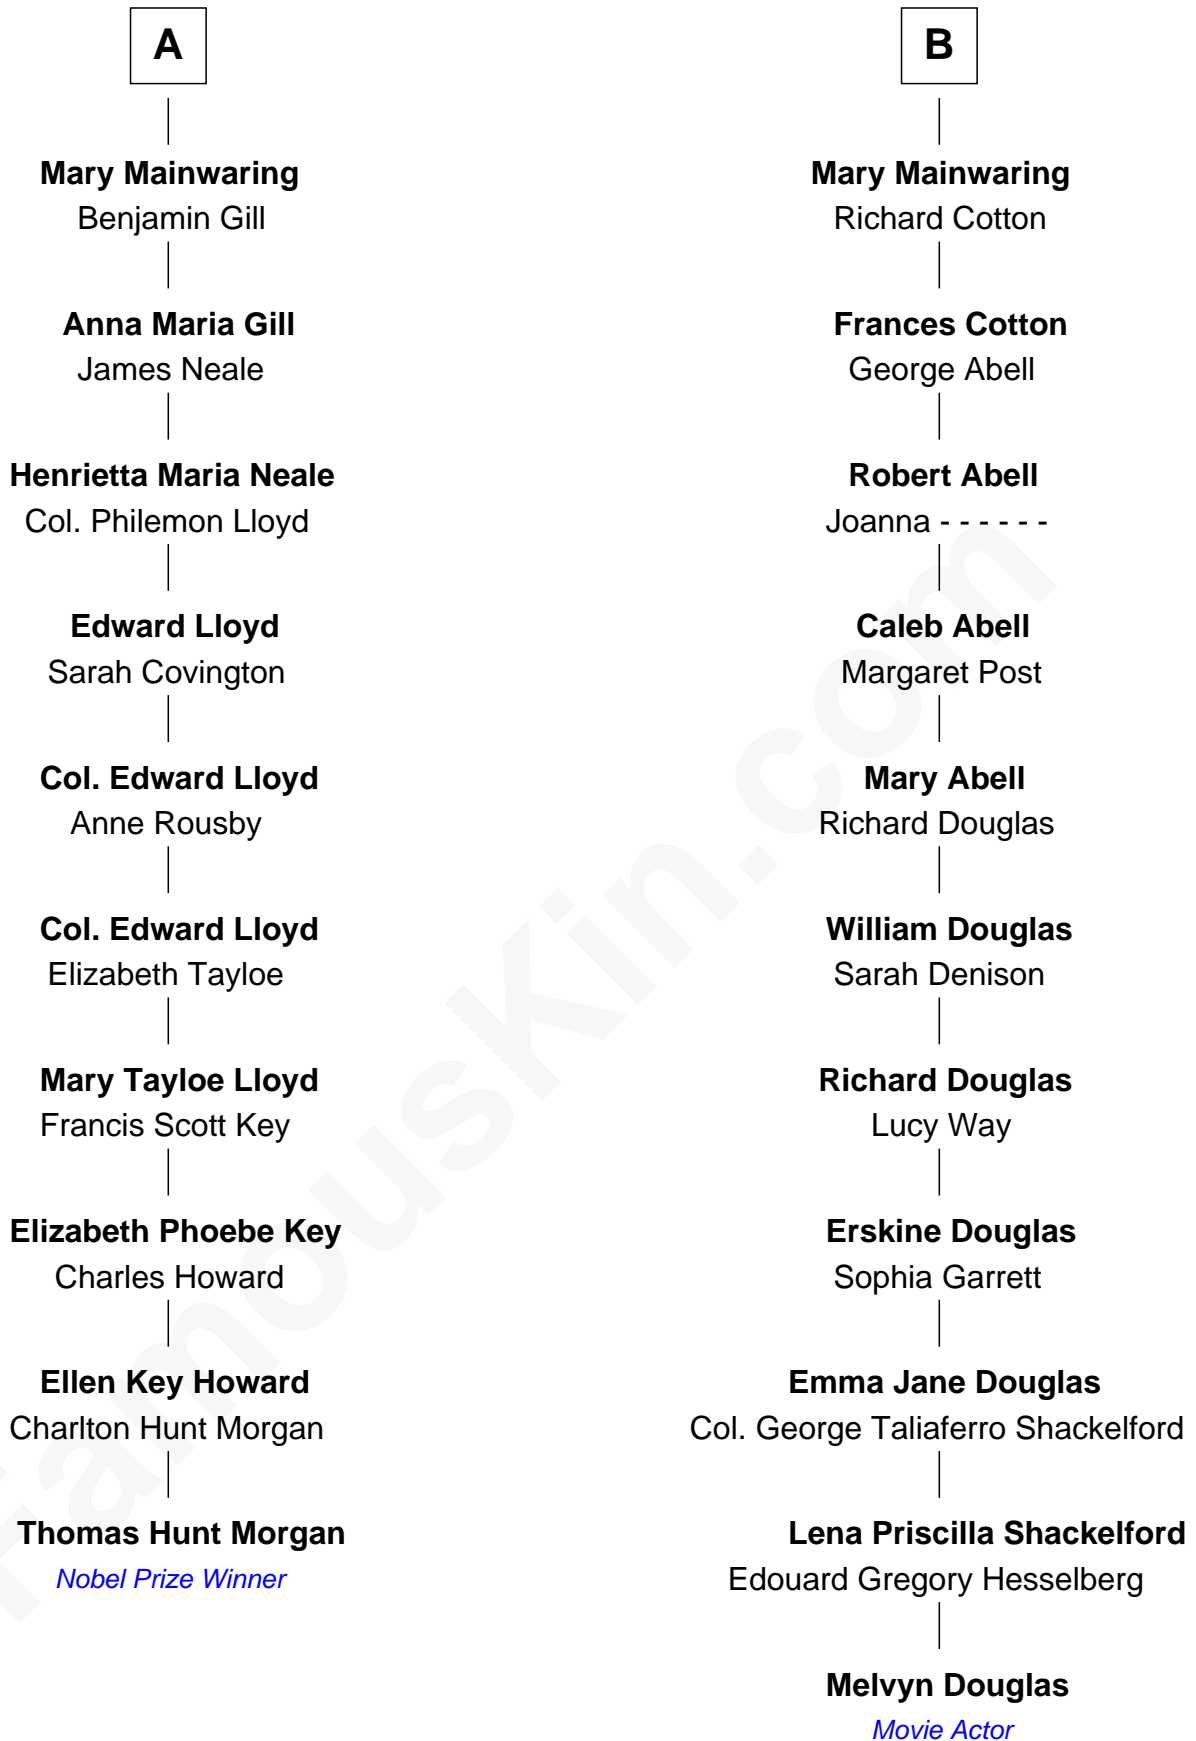 A
Mary Mainwaring
Benjamin Gill
Anna Maria Gill
James Neale
Henrietta Maria Neale
Col. Philemon Lloyd
Edward Lloyd
Sarah Covington
Col. Edward Lloyd
Anne Rousby
Col. Edward Lloyd
Elizabeth Tayloe
Mary Tayloe Lloyd
Francis Scott Key
Elizabeth Phoebe Key
Charles Howard
Ellen Key Howard
Charlton Hunt Morgan
Thomas Hunt Morgan
Nobel Prize Winner
B
Mary Mainwaring
Richard Cotton
Frances Cotton
George Abell
Robert Abell
Joanna - - - - - -
Caleb Abell
Margaret Post
Mary Abell
Richard Douglas
William Douglas
Sarah Denison
Richard Douglas
Lucy Way
Erskine Douglas
Sophia Garrett
Emma Jane Douglas
Col. George Taliaferro Shackelford
Lena Priscilla Shackelford
Edouard Gregory Hesselberg
Melvyn Douglas
Movie Actor
FamousKin.com